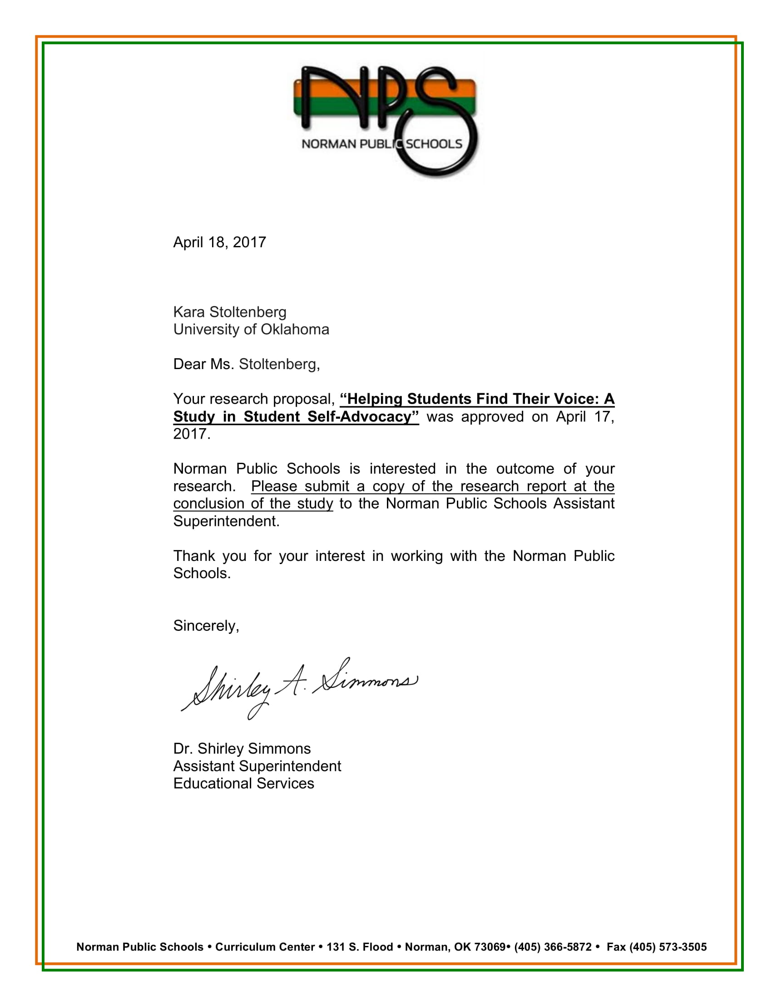 NPS
NORMAN PUBLIC SCHOOLS
April 18, 2017
Kara Stoltenberg
University of Oklahoma
Dear Ms. Stoltenberg,
Your research proposal, “Helping Students Find Their Voice: A
Study in Student Self-Advocacy” was approved on April 17,
2017.
Norman Public Schools is interested in the outcome of your
research.  Please submit a copy of the research report at the
conclusion of the study to the Norman Public Schools Assistant
Superintendent.
Thank you for your interest in working with the Norman Public
Schools.
Sincerely,
Shirley A. Simmons
Dr. Shirley Simmons
Assistant Superintendent
Educational Services
Norman Public Schools • Curriculum Center • 131 S. Flood • Norman, OK 73069• (405) 366-5872 •  Fax (405) 573-3505